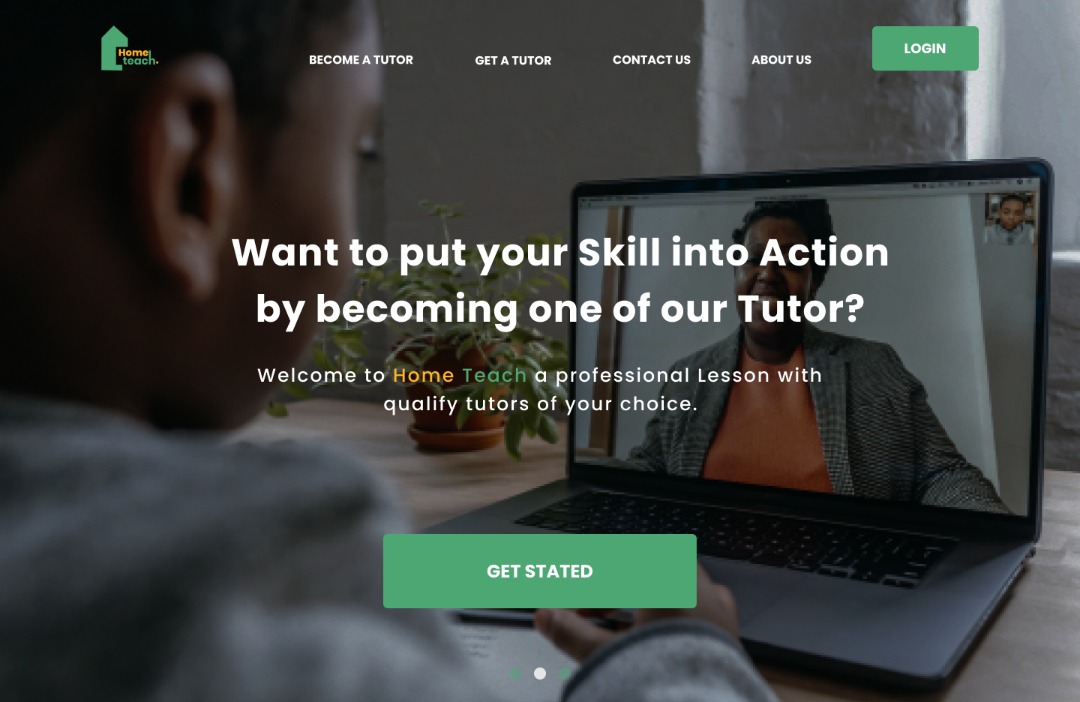 Home
teach.
BECOME A TUTOR
GET A TUTOR
CONTACT US
ABOUT US
LOGIN
Want to put your Skill into Action
by becoming one of our Tutor?
Welcome to Home Teach a professional Lesson with
qualify tutors of your choice.
GET STATED